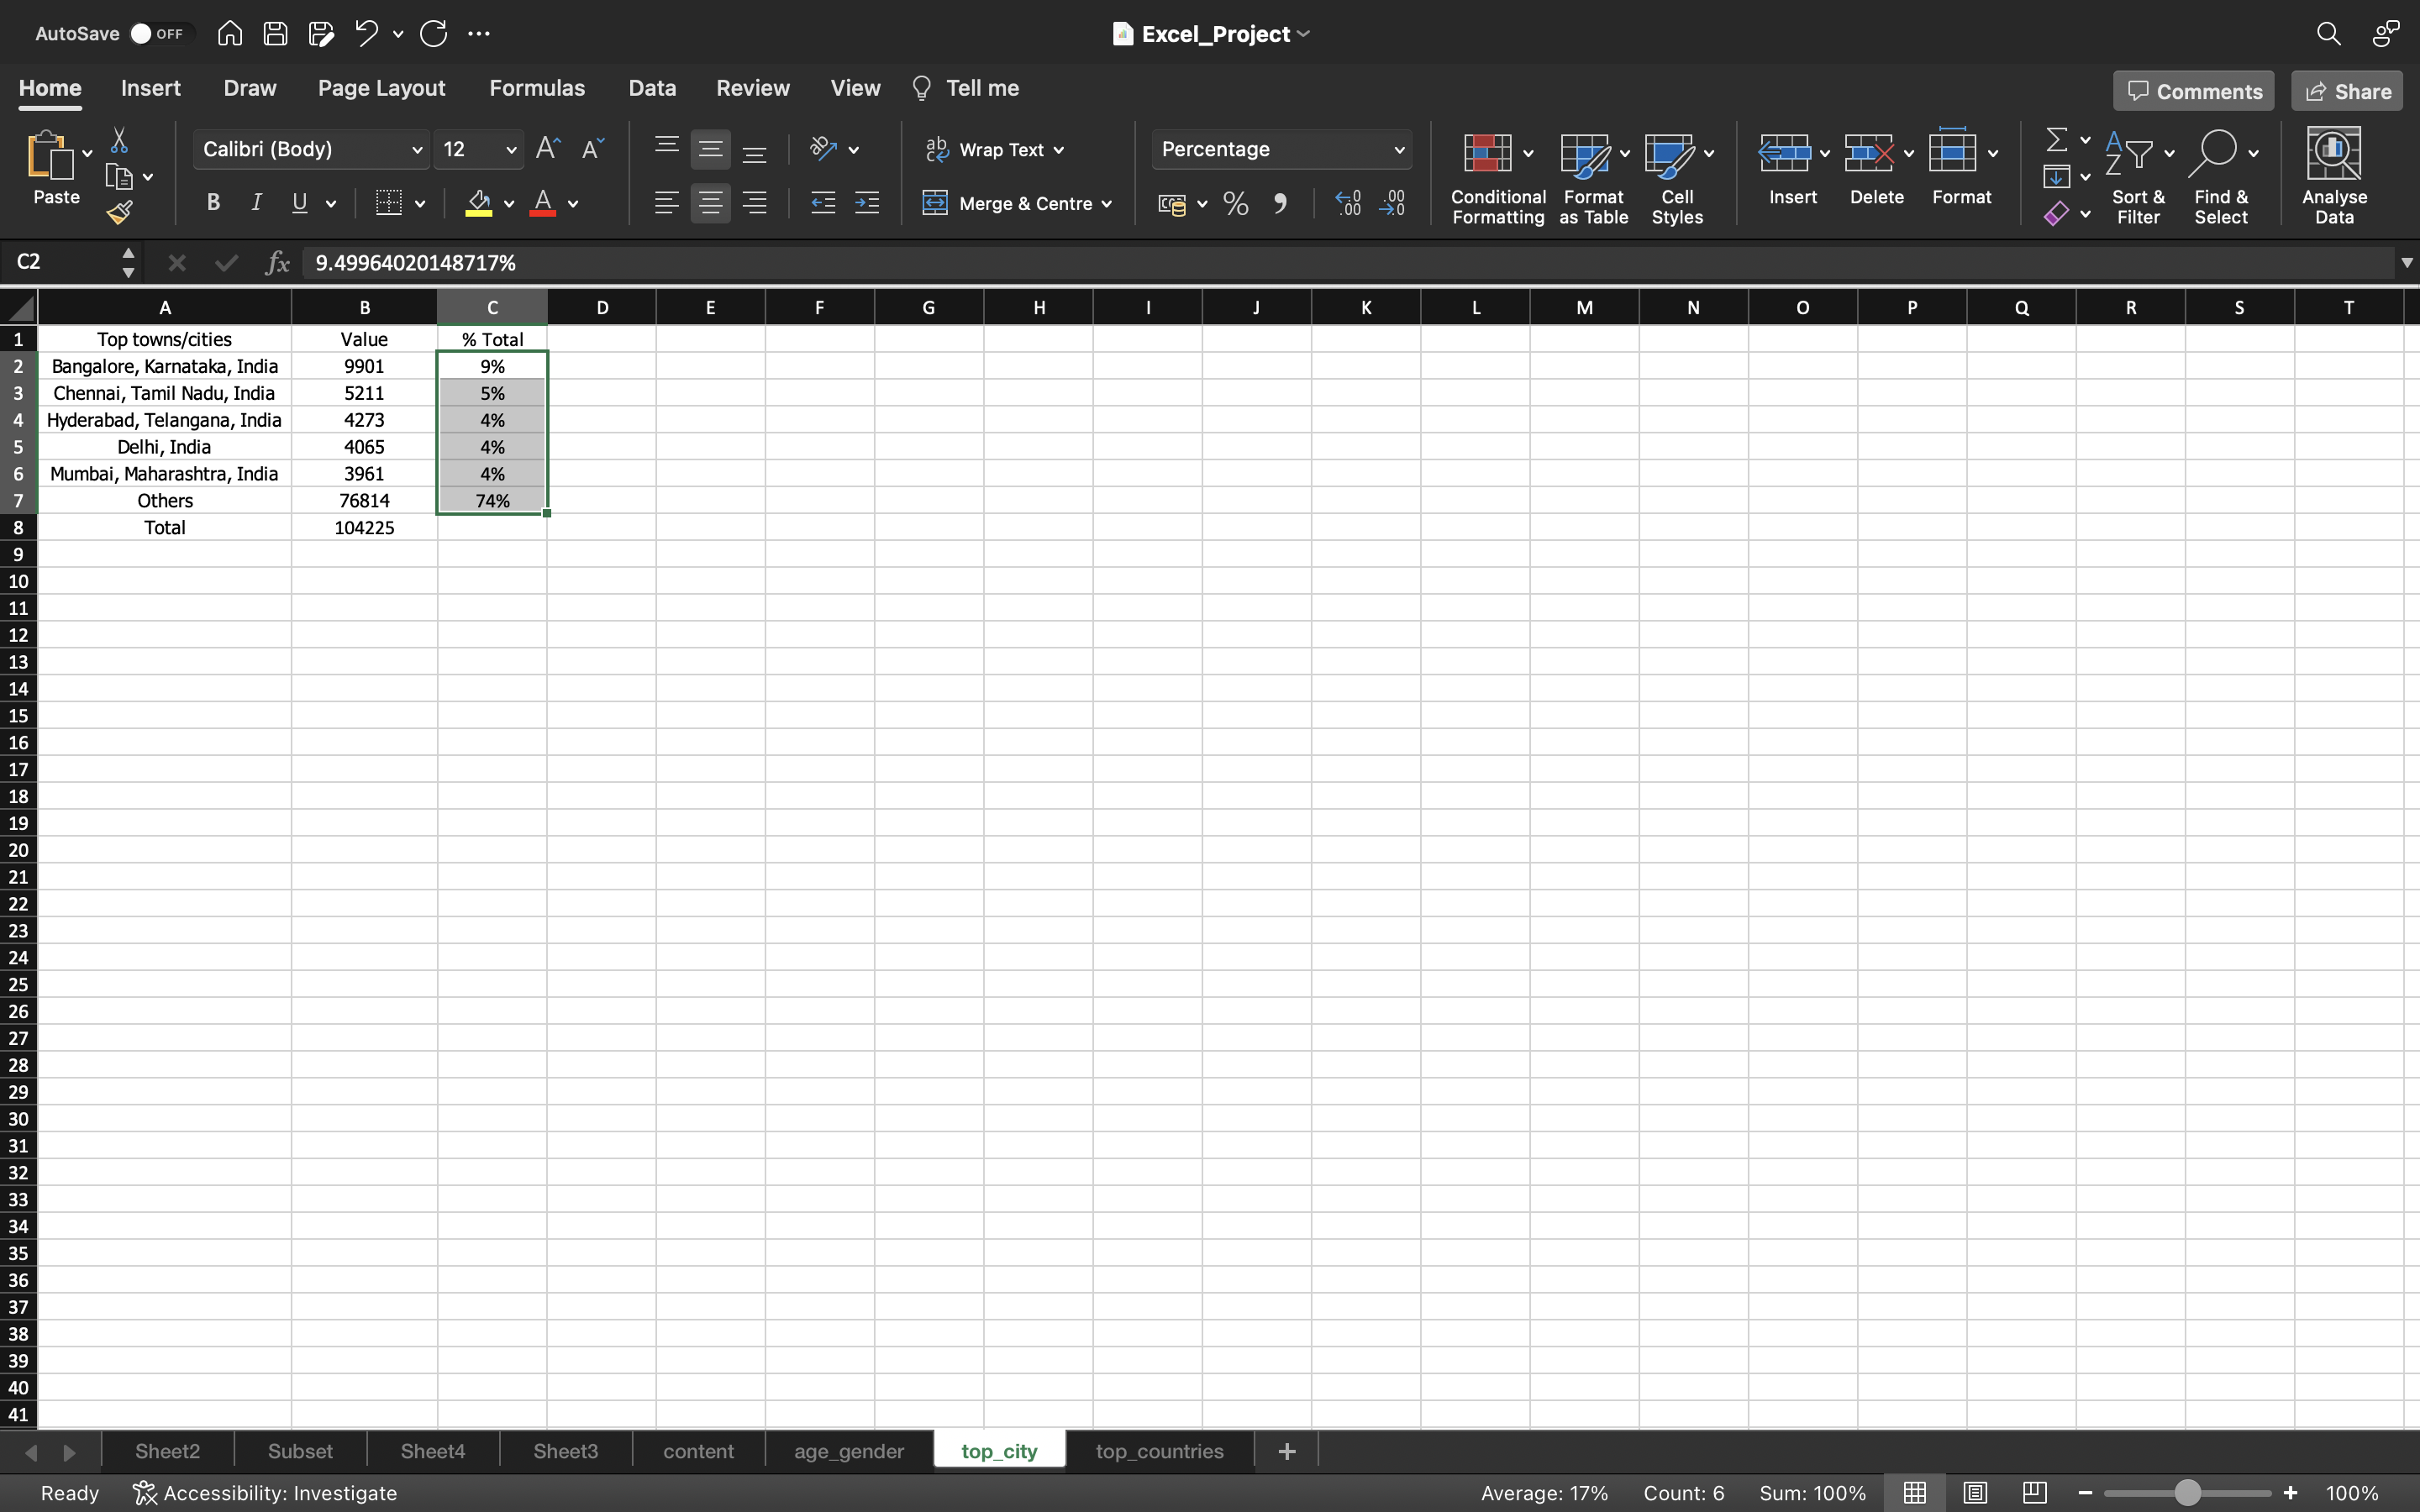 AutoSave OFF Excel_Project
Home Insert Draw Page Layout Formulas Data Review View Tell me Comments Share
Paste Calibri (Body) 12 Wrap Text Percentage Conditional Formatting Format as Table Cell Styles Insert Delete Format Sort & Filter Find & Select Analyse Data
B I U Merge & Centre
C2 fx 9.49964020148717%
A B C D E F G H I J K L M N O P Q R S T
1 Top towns/cities Value % Total
2 Bangalore, Karnataka, India 9901 9%
3 Chennai, Tamil Nadu, India 5211 5%
4 Hyderabad, Telangana, India 4273 4%
5 Delhi, India 4065 4%
6 Mumbai, Maharashtra, India 3961 4%
7 Others 76814 74%
8 Total 104225
9
10
11
12
13
14
15
16
17
18
19
20
21
22
23
24
25
26
27
28
29
30
31
32
33
34
35
36
37
38
39
40
41
Sheet2 Subset Sheet4 Sheet3 content age_gender top_city top_countries +
Ready Accessibility: Investigate Average: 17% Count: 6 Sum: 100% 100%